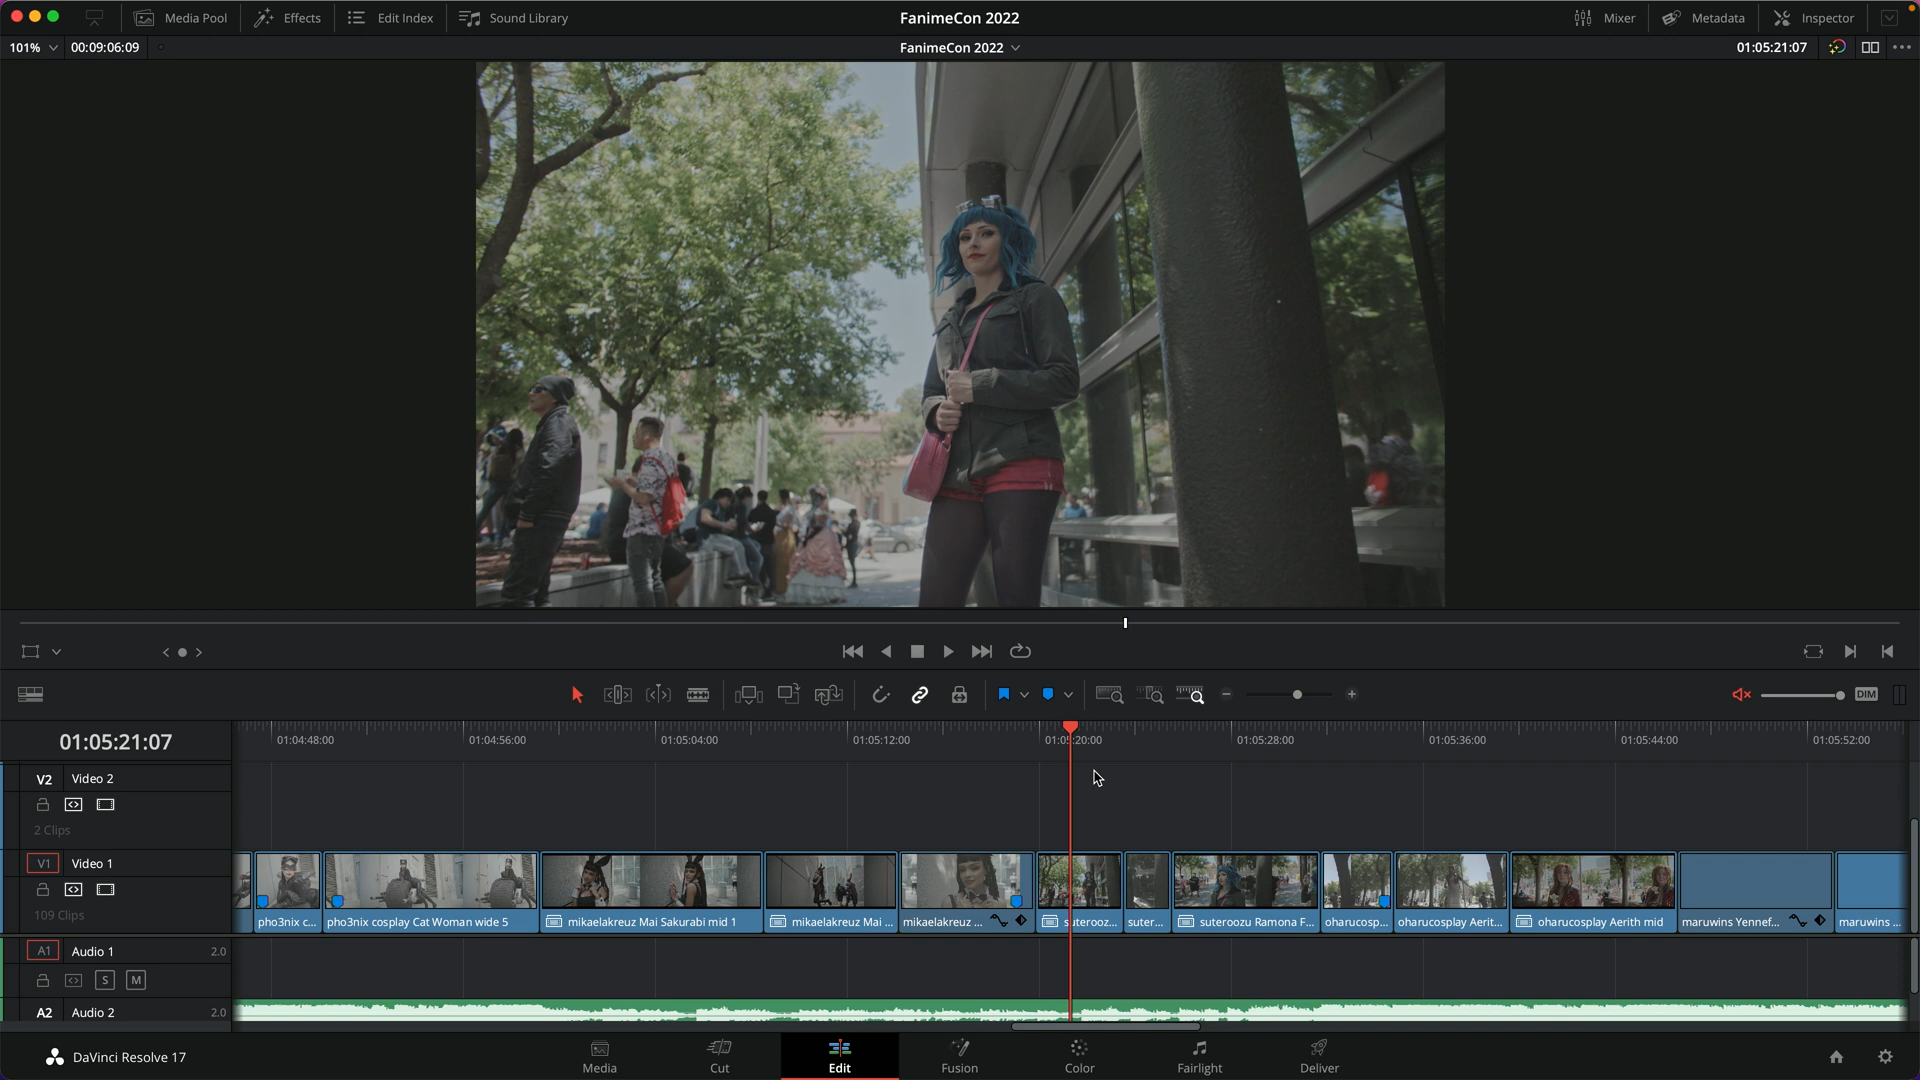 Media Pool Effects Edit Index Sound Library FanimeCon 2022 Mixer Metadata Inspector
101% 00:09:06:09 FanimeCon 2022 01:05:21:07
DIM
01:05:21:07 01:04:48:00 01:04:56:00 01:05:04:00 01:05:12:00 01:05:20:00 01:05:28:00 01:05:36:00 01:05:44:00 01:05:52:00
V2 Video 2
2 Clips
V1 Video 1
109 Clips
pho3nix c... pho3nix cosplay Cat Woman wide 5 mikaelakreuz Mai Sakurabi mid 1 mikaelakreuz Mai ... mikaelakreuz ... suterooz... suter... suteroozu Ramona F... oharucosp... oharucosplay Aerit... oharucosplay Aerith mid maruwins Yennef... maruwins ...
A1 Audio 1 2.0
S M
A2 Audio 2 2.0
DaVinci Resolve 17 Media Cut Edit Fusion Color Fairlight Deliver